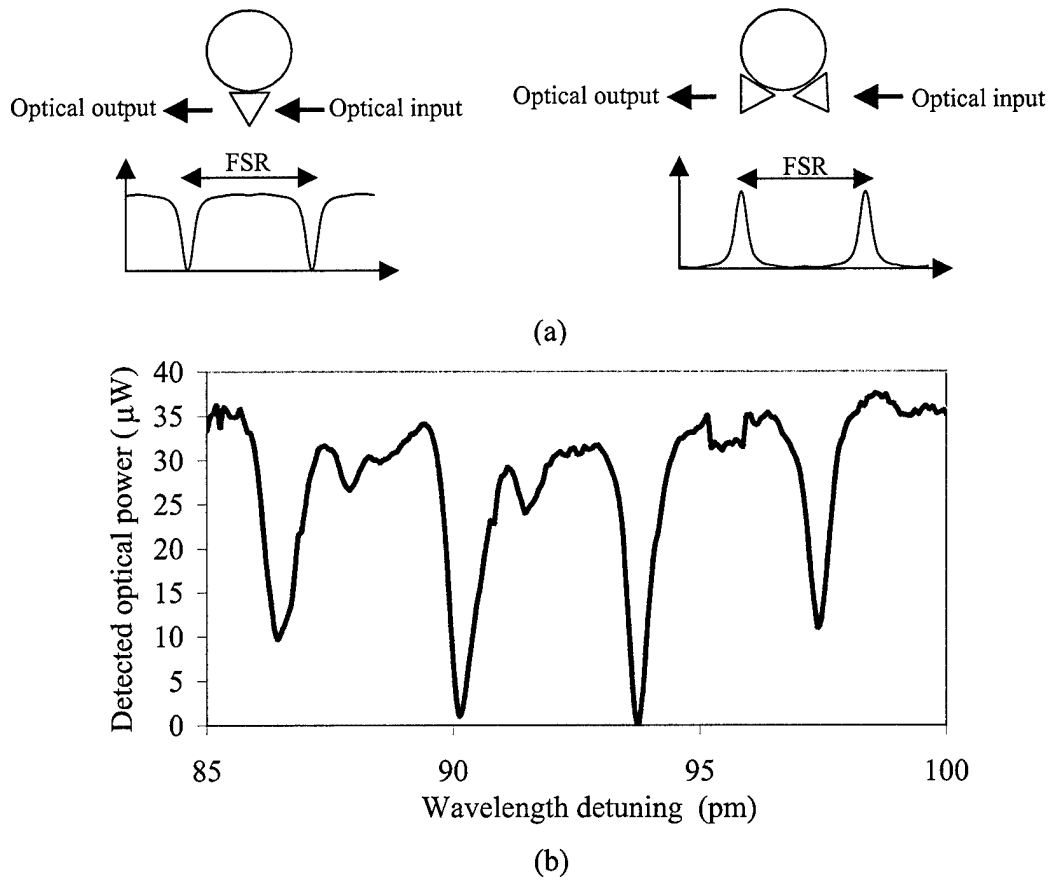 Optical output
Optical input
FSR
Optical output
Optical input
FSR
(a)
Detected optical power ( μW)
40
35
30
25
20
15
10
5
0
85
90
95
100
Wavelength detuning (pm)
(b)